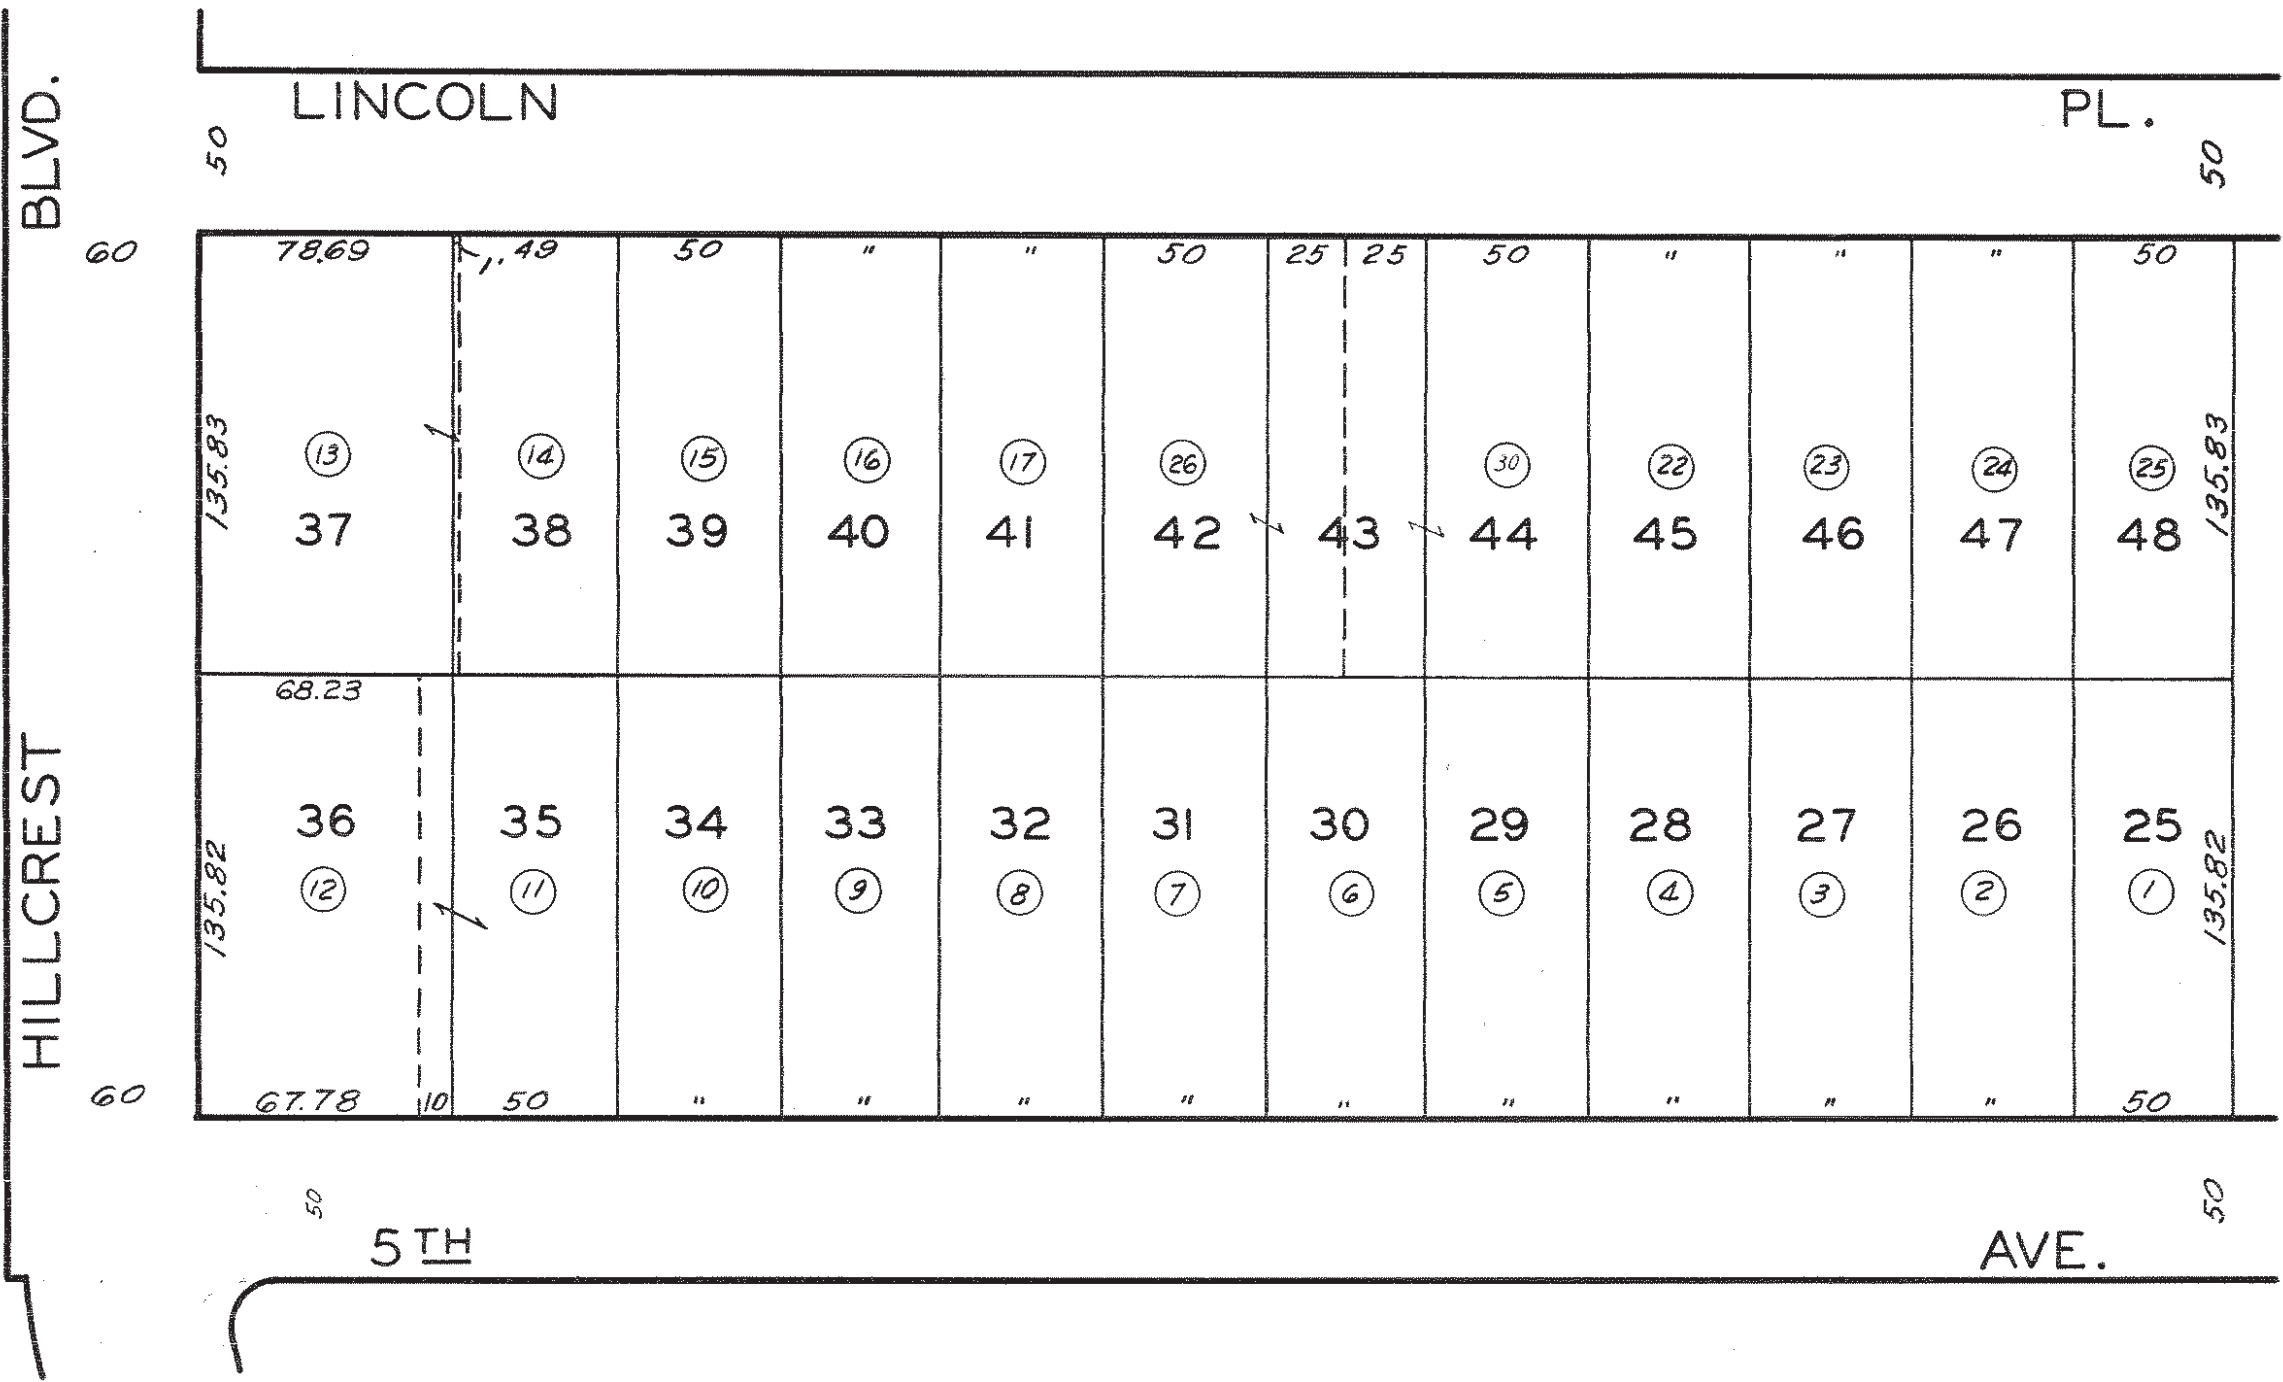 BLVD.
LINCOLN PL.
50 50
60
78.69 1. 49 50 " " 50 25 25 50 " " " 50
135.83 135.83
13 14 15 16 17 26 30 22 23 24 25
37 38 39 40 41 42 43 44 45 46 47 48
68.23
HILLCREST
36 35 34 33 32 31 30 29 28 27 26 25
135.82 135.82
12 11 10 9 8 7 6 5 4 3 2 1
60
67.78 10 50 " " " " " " " " " 50
50 50
5TH AVE.